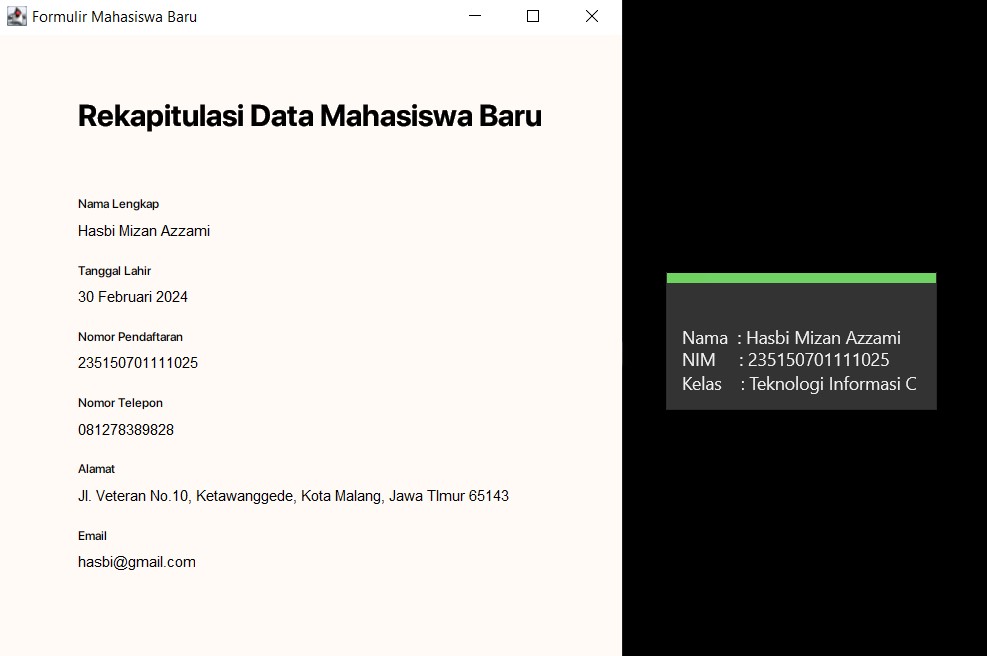 Formulir Mahasiswa Baru
Rekapitulasi Data Mahasiswa Baru
Nama Lengkap
Hasbi Mizan Azzami
Tanggal Lahir
30 Februari 2024
Nomor Pendaftaran
235150701111025
Nomor Telepon
081278389828
Alamat
Jl. Veteran No.10, Ketawanggede, Kota Malang, Jawa TImur 65143
Email
hasbi@gmail.com
Nama : Hasbi Mizan Azzami
NIM : 235150701111025
Kelas : Teknologi Informasi C